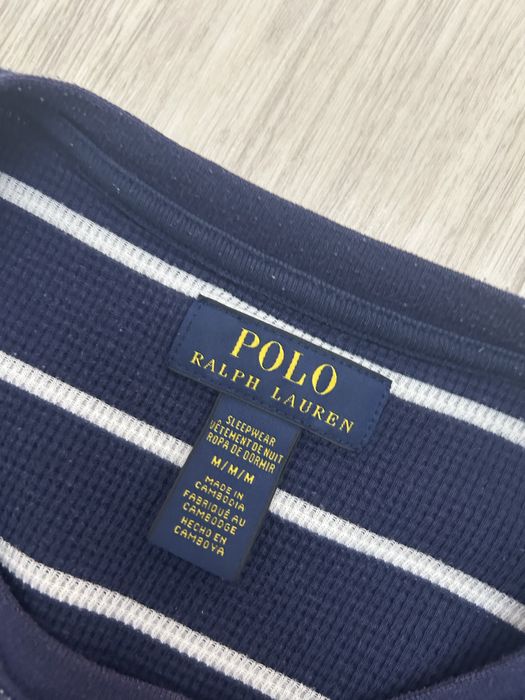 POLO
RALPH LAUREN
SLEEPWEAR
VÊTEMENT DE NUIT
ROPA DE DORMIR
M/M/M
MADE IN
CAMBODIA
FABRIQUÉ AU
CAMBODGE
HECHO EN
CAMBOYA